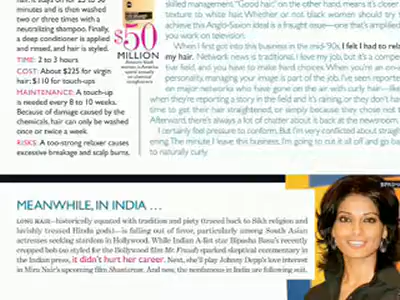 hair. It stays on for 25 to 30
minutes and is then washed
two or three times with a
neutralizing shampoo. Finally,
a deep conditioner is applied
and rinsed, and hair is styled.
TIME: 2 to 3 hours
COST: About $225 for virgin
hair; $110 for touch-ups
MAINTENANCE: A touch-up
is needed every 8 to 10 weeks.
Because of damage caused by the
chemicals, hair can only be washed
once or twice a week.
RISKS: A too-strong relaxer causes
excessive breakage and scalp burns.
$50
MILLION
skilled management. "Good hair," on the other hand, means it's closer
texture to white hair. Whether or not black women should try
achieve this Anglo-Saxon ideal is a fraught issue—one that's amplified
you work on television.
When I first got into this business in the mid-'90s, I felt I had to rela
my hair. Network news is traditional. I love my job, but it's a compe
tive field, and you have to make hard choices. When you're an on-
personality, managing your image is part of the job. I've seen reporter
on major networks who have gone on the air with curly hair—like
when they're reporting a story in the field and it's raining, or they don't ha
time to get their hair straightened, or simply because they chose not t
Afterward, there's always a lot of chatter about it back at the newsroom.
I certainly feel pressure to conform. But I'm very conflicted about straight
ening. The minute I leave this business, I'm going to cut it all off and go ba
to naturally curly
MEANWHILE, IN INDIA ...
LONG HAIR—historically equated with tradition and piety (traced back to Sikh religion and
lavishly tressed Hindu gods)—is falling out of favor, particularly among South Asian
actresses seeking stardom in Hollywood. While Indian A-list star Bipasha Basu's recently
cropped bob (so styled for the Bollywood film Mr. Fraud) sparked skeptical commentary in
the Indian press, it didn't hurt her career. Next, she'll play Johnny Depp's love interest
in Mira Nair's upcoming film Shantaram. And now, the nonfamous in India are following suit.